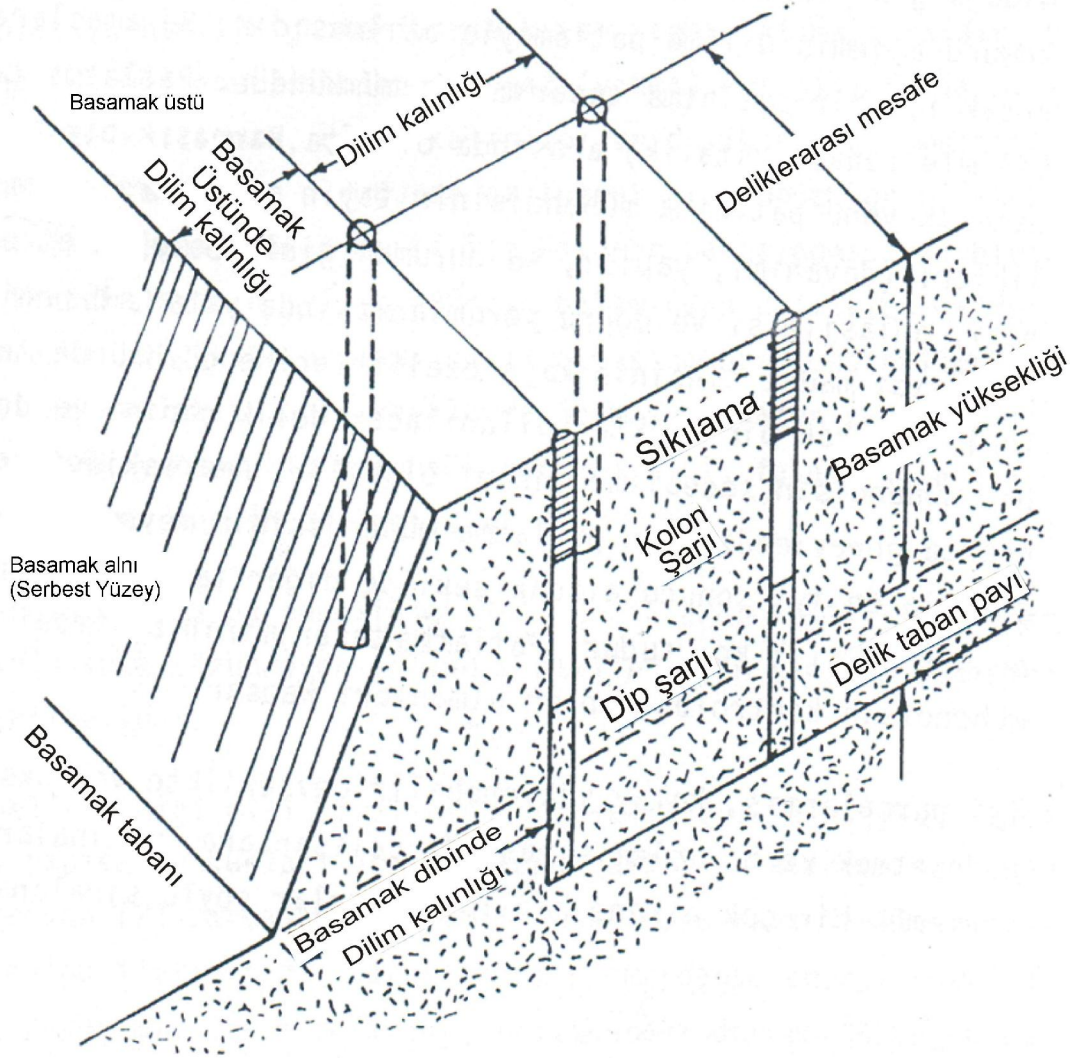 Basamak üstü
Basamak
Üstünde
Dilim kalınlığı
Dilim kalınlığı
Deliklerarası mesafe
Sıkılama
Basamak yüksekliği
Kolon
Şarjı
Basamak alnı
(Serbest Yüzey)
Delik taban payı
Dip şarjı
Basamak tabanı
Basamak dibinde
Dilim kalınlığı